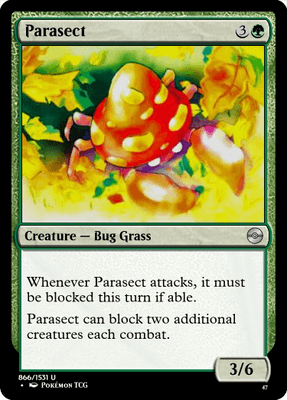 Parasect 3
Creature — Bug Grass
Whenever Parasect attacks, it must
be blocked this turn if able.
Parasect can block two additional
creatures each combat.
3/6
866/1531 U
• Pokémon TCG
47